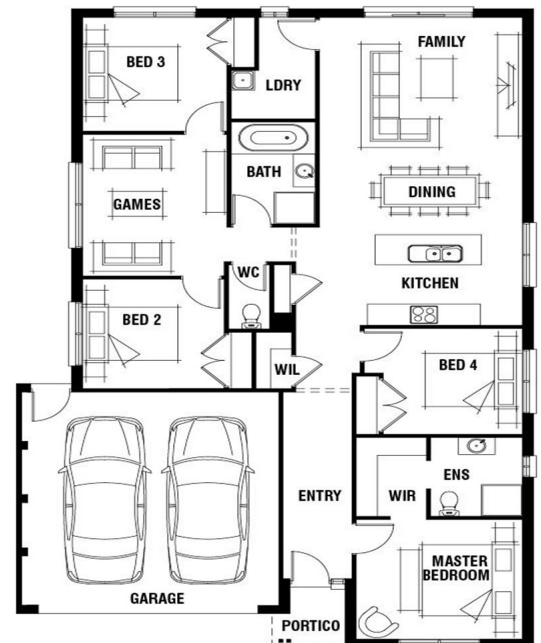 FAMILY
BED 3
LDRY
BATH
DINING
GAMES
WC
KITCHEN
BED 2
WIL
BED 4
ENTRY
WIR
ENS
MASTER
BEDROOM
GARAGE
PORTICO